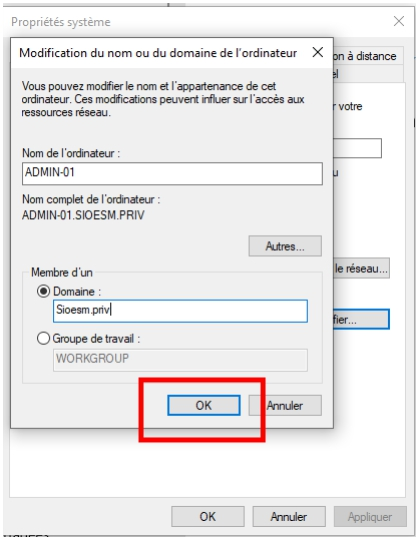 Propriétés système
Modification du nom ou du domaine de l'ordinateur
on à distance
el
Vous pouvez modifier le nom et l'appartenance de cet
ordinateur. Ces modifications peuvent influer sur l'accès aux
ressources réseau.
r votre
Nom de l'ordinateur :
ADMIN-01
u
Nom complet de l'ordinateur :
ADMIN-01.SIOESM.PRIV
Autres...
le réseau...
Membre d'un
Domaine :
Sioesm.priv
fier...
Groupe de travail :
WORKGROUP
OK
Annuler
OK
Annuler
Appliquer